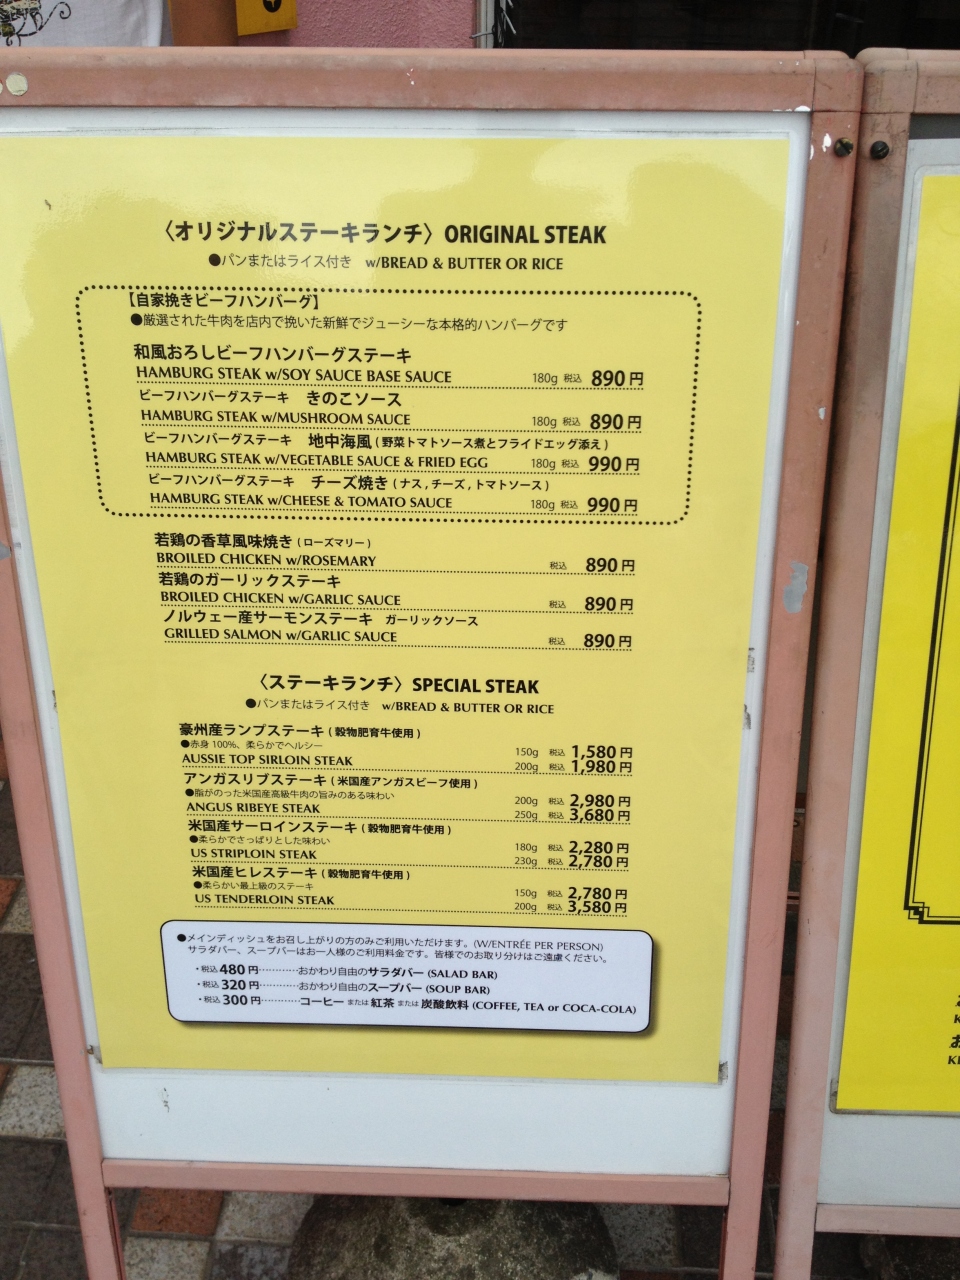 〈オリジナルステーキランチ〉 ORIGINAL STEAK
●パンまたはライス付き w/BREAD & BUTTER OR RICE
【自家挽きビーフハンバーグ】
●厳選された牛肉を店内で挽いた新鮮でジューシーな本格的ハンバーグです
和風おろしビーフハンバーグステーキ
HAMBURG STEAK w/SOY SAUCE BASE SAUCE 180g 税込 890円
ビーフハンバーグステーキ きのこソース
HAMBURG STEAK w/MUSHROOM SAUCE 180g 税込 890円
ビーフハンバーグステーキ 地中海風 (野菜トマトソース煮とフライドエッグ添え)
HAMBURG STEAK w/VEGETABLE SAUCE & FRIED EGG 180g 税込 990円
ビーフハンバーグステーキ チーズ焼き (ナス, チーズ, トマトソース)
HAMBURG STEAK w/CHEESE & TOMATO SAUCE 180g 税込 990円
若鶏の香草風味焼き (ローズマリー)
BROILED CHICKEN w/ROSEMARY 税込 890円
若鶏のガーリックステーキ
BROILED CHICKEN w/GARLIC SAUCE 税込 890円
ノルウェー産サーモンステーキ ガーリックソース
GRILLED SALMON w/GARLIC SAUCE 税込 890円
〈ステーキランチ〉 SPECIAL STEAK
●パンまたはライス付き w/BREAD & BUTTER OR RICE
豪州産ランプステーキ (穀物肥育牛使用)
●赤身 100%、柔らかでヘルシー 150g 税込 1,580円
AUSSIE TOP SIRLOIN STEAK 200g 税込 1,980円
アンガスリブステーキ (米国産アンガスビーフ使用)
●脂がのった米国産高級牛肉の旨みのある味わい 200g 税込 2,980円
ANGUS RIBEYE STEAK 250g 税込 3,680円
米国産サーロインステーキ (穀物肥育牛使用)
●柔らかでさっぱりとした味わい 180g 税込 2,280円
US STRIPLOIN STEAK 230g 税込 2,780円
米国産ヒレステーキ (穀物肥育牛使用)
●柔らかい最上級のステーキ 150g 税込 2,780円
US TENDERLOIN STEAK 200g 税込 3,580円
●メインディッシュをお召し上がりの方のみご利用いただけます。(W/ENTRÉE PER PERSON)
サラダバー、スープバーはお一人様のご利用料金です。皆様でのお取り分けはご遠慮ください。
・税込480円…………おかわり自由のサラダバー (SALAD BAR)
・税込320円…………おかわり自由のスープバー (SOUP BAR)
・税込300円…………コーヒー または 紅茶 または 炭酸飲料 (COFFEE, TEA or COCA-COLA)